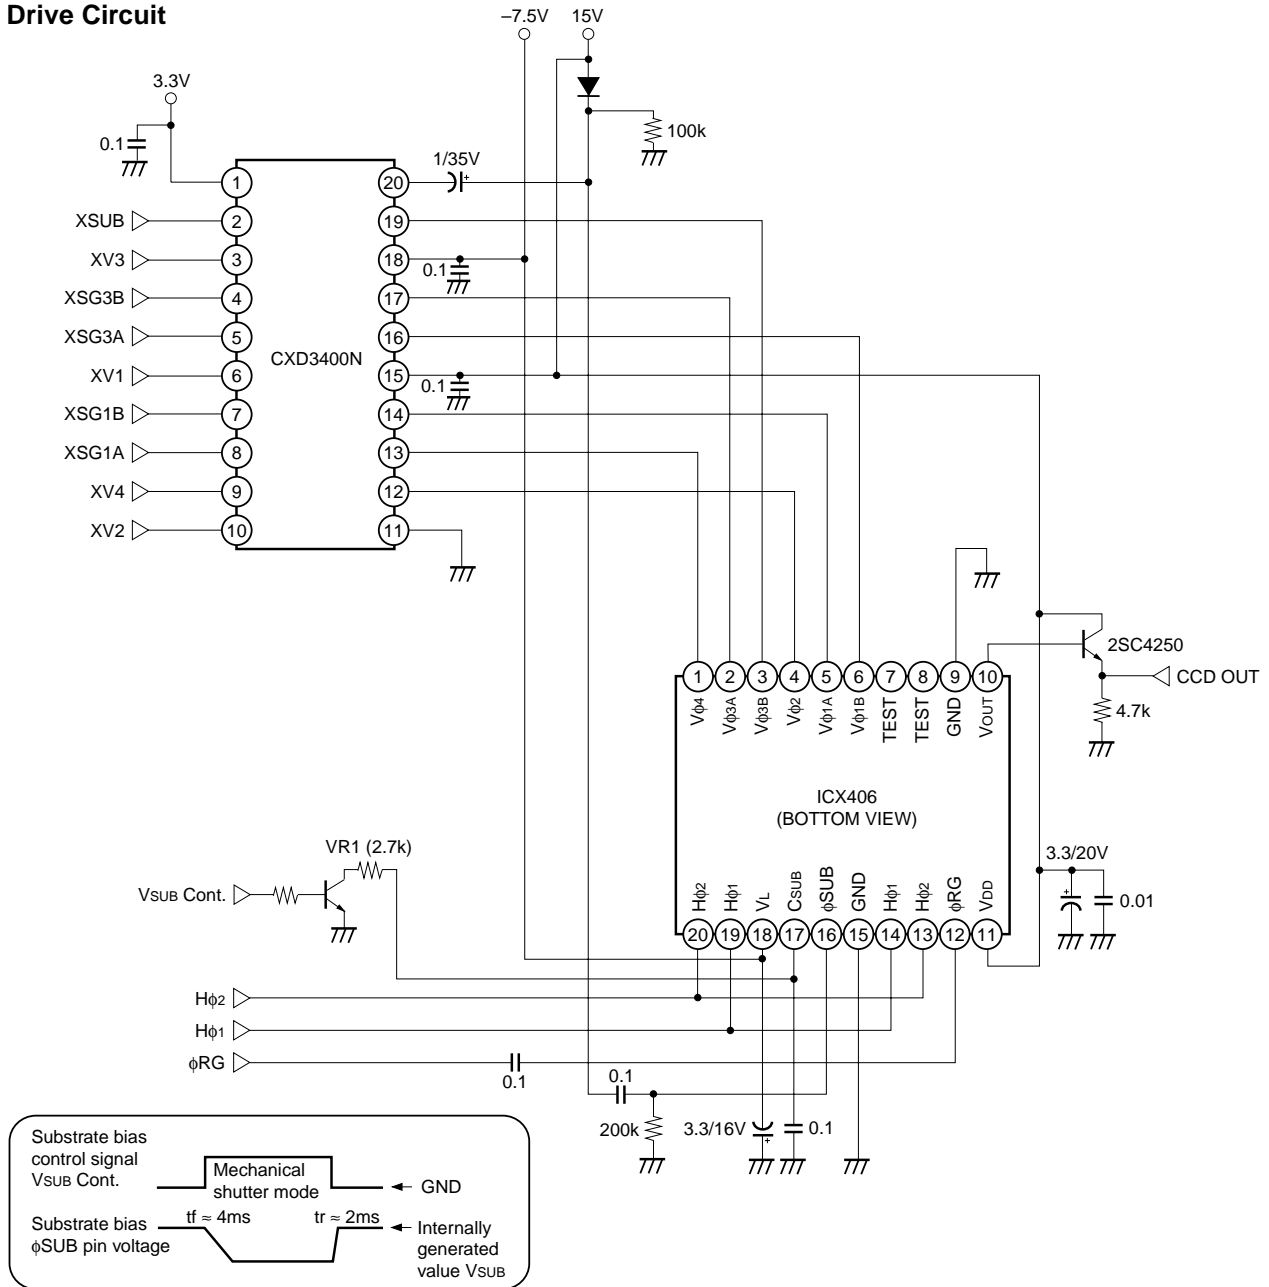 Drive Circuit
–7.5V 15V
3.3V
0.1
100k
1/35V
1 20
XSUB 2 19
XV3 3 18
0.1
XSG3B 4 17
XSG3A 5 16
CXD3400N
XV1 6 15
0.1
XSG1B 7 14
XSG1A 8 13
XV4 9 12
XV2 10 11
2SC4250
CCD OUT
4.7k
1 2 3 4 5 6 7 8 9 10
Vϕ4 Vϕ3A Vϕ3B Vϕ2 Vϕ1A Vϕ1B TEST TEST GND VOUT
ICX406
(BOTTOM VIEW)
VR1 (2.7k)
VSUB Cont.
3.3/20V
0.01
Hϕ2 Hϕ1 VL CSUB ϕSUB GND Hϕ1 Hϕ2 ϕRG VDD
20 19 18 17 16 15 14 13 12 11
Hϕ2
Hϕ1
ϕRG
0.1
0.1
200k
3.3/16V
0.1
Substrate bias
control signal
VSUB Cont.
Mechanical
shutter mode
GND
tf ≈ 4ms tr ≈ 2ms
Substrate bias
ϕSUB pin voltage
Internally
generated
value VSUB